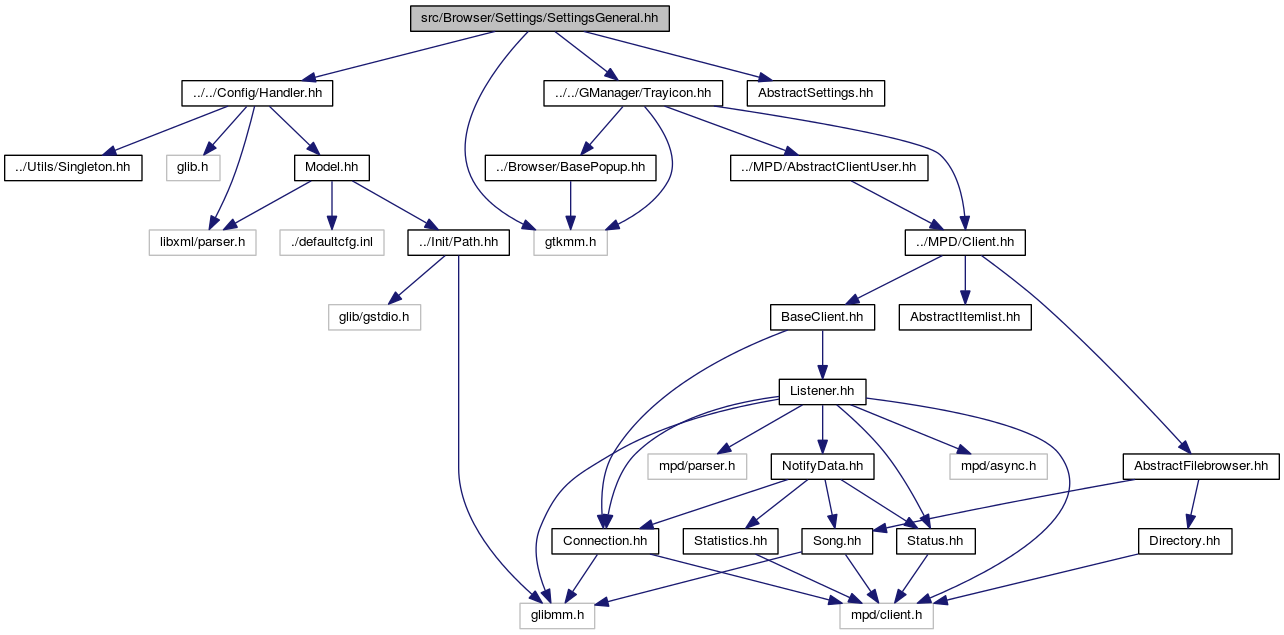 src/Browser/Settings/SettingsGeneral.hh
../../Config/Handler.hh
../../GManager/Trayicon.hh
AbstractSettings.hh
../Utils/Singleton.hh
glib.h
Model.hh
../Browser/BasePopup.hh
../MPD/AbstractClientUser.hh
libxml/parser.h
./defaultcfg.inl
../Init/Path.hh
gtkmm.h
../MPD/Client.hh
glib/gstdio.h
BaseClient.hh
AbstractItemlist.hh
Listener.hh
mpd/parser.h
NotifyData.hh
mpd/async.h
AbstractFilebrowser.hh
Connection.hh
Statistics.hh
Song.hh
Status.hh
Directory.hh
glibmm.h
mpd/client.h